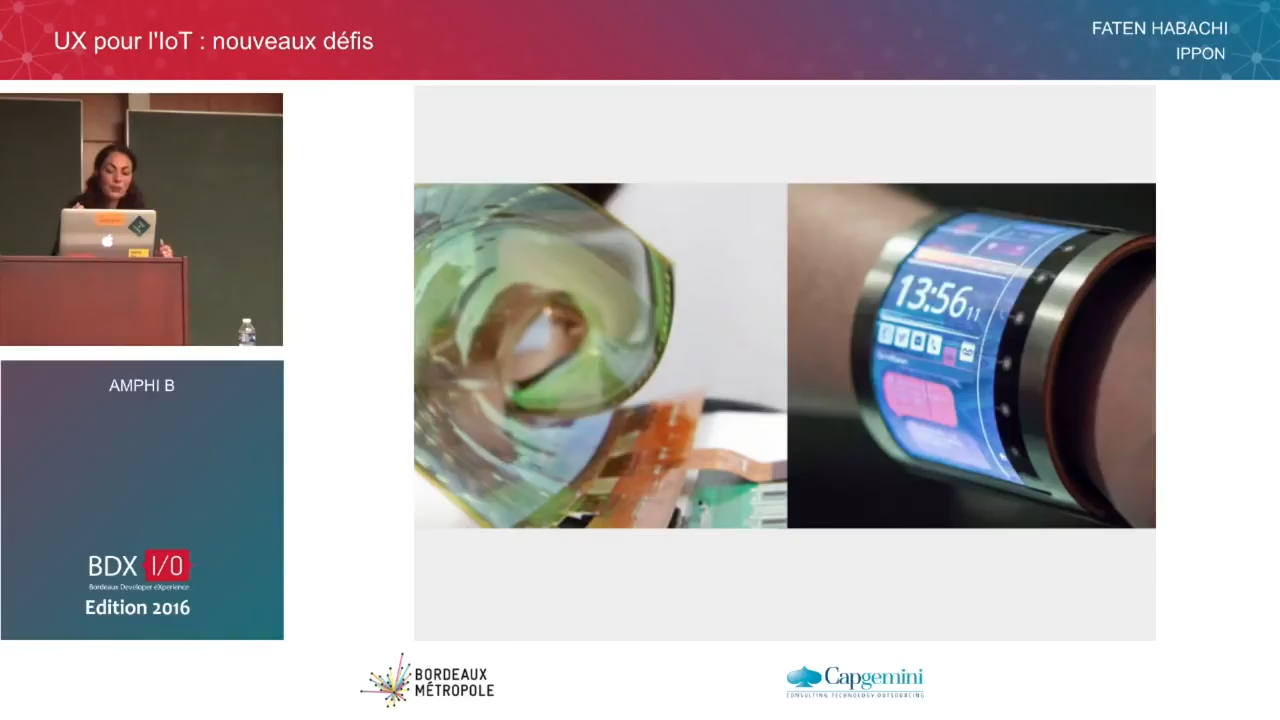 UX pour l'IoT : nouveaux défis
FATEN HABACHI
IPPON
13:56 11
AMPHI B
BDX I/O
Bordeaux Developer eXperience
Edition 2016
BORDEAUX
MÉTROPOLE
Capgemini
CONSULTING.TECHNOLOGY.OUTSOURCING